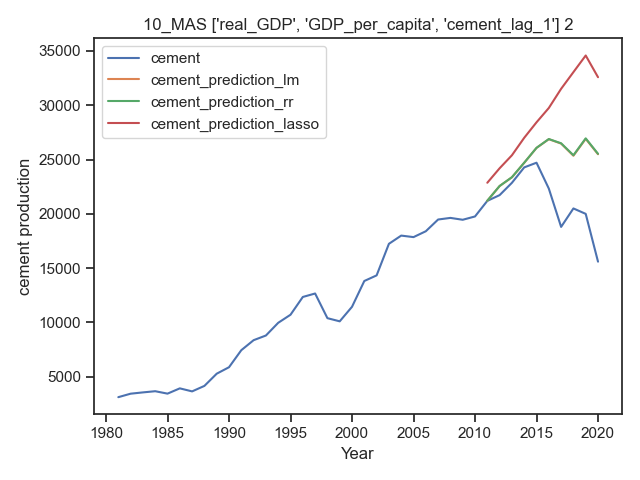 10_MAS ['real_GDP', 'GDP_per_capita', 'cement_lag_1'] 2
cement
cement_prediction_lm
cement_prediction_rr
cement_prediction_lasso
cement production
35000
30000
25000
20000
15000
10000
5000
1980 1985 1990 1995 2000 2005 2010 2015 2020
Year